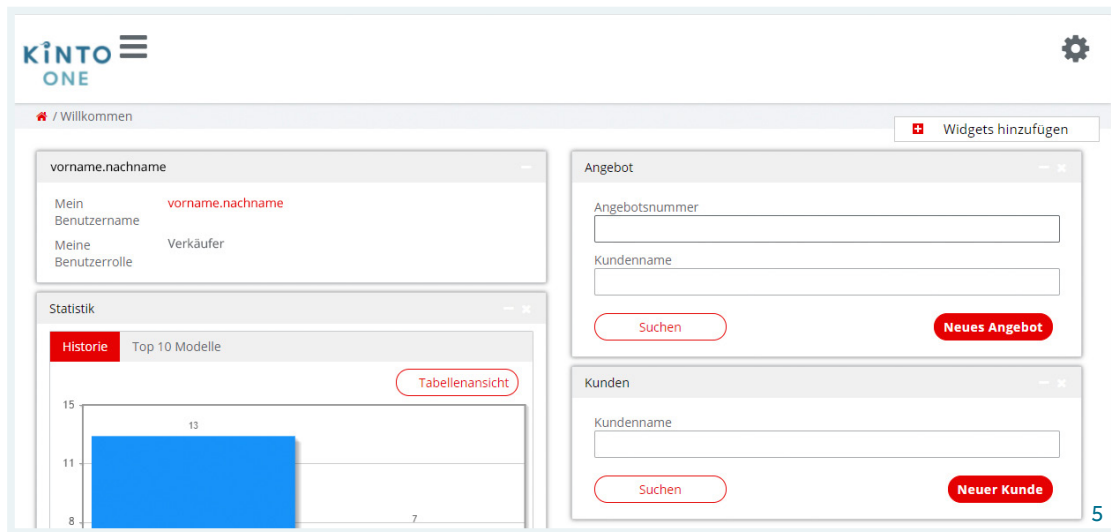 KINTO
ONE
/ Willkommen
Widgets hinzufügen
vorname.nachname
Mein Benutzername
vorname.nachname
Meine Benutzerrolle
Verkäufer
Statistik
Historie
Top 10 Modelle
Tabellenansicht
15
13
11
8
7
Angebot
Angebotsnummer
Kundenname
Suchen
Neues Angebot
Kunden
Kundenname
Suchen
Neuer Kunde
5